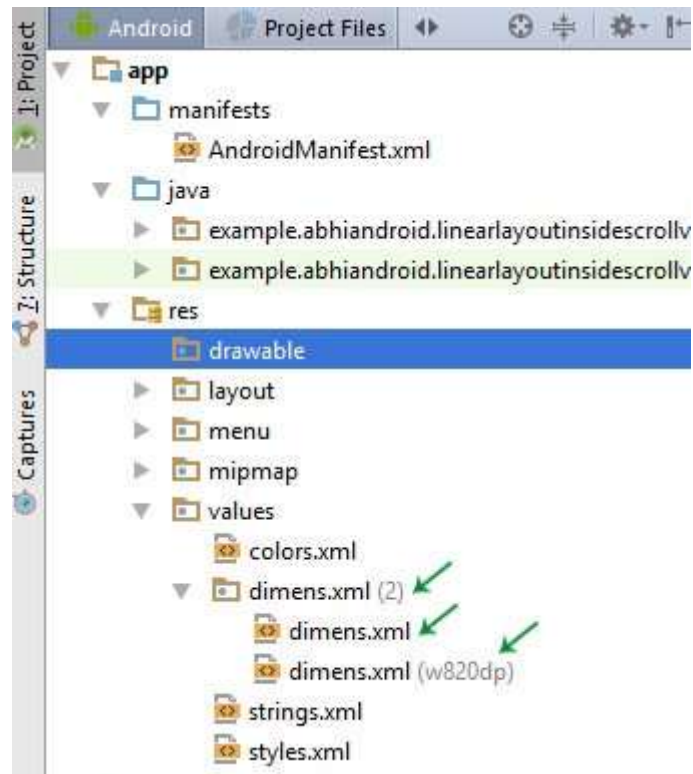 Android Project Files
1: Project
7: Structure
Captures
app
manifests
AndroidManifest.xml
java
example.abhiandroid.linearlayoutinsidescrollv
example.abhiandroid.linearlayoutinsidescrollv
res
drawable
layout
menu
mipmap
values
colors.xml
dimens.xml (2)
dimens.xml
dimens.xml (w820dp)
strings.xml
styles.xml